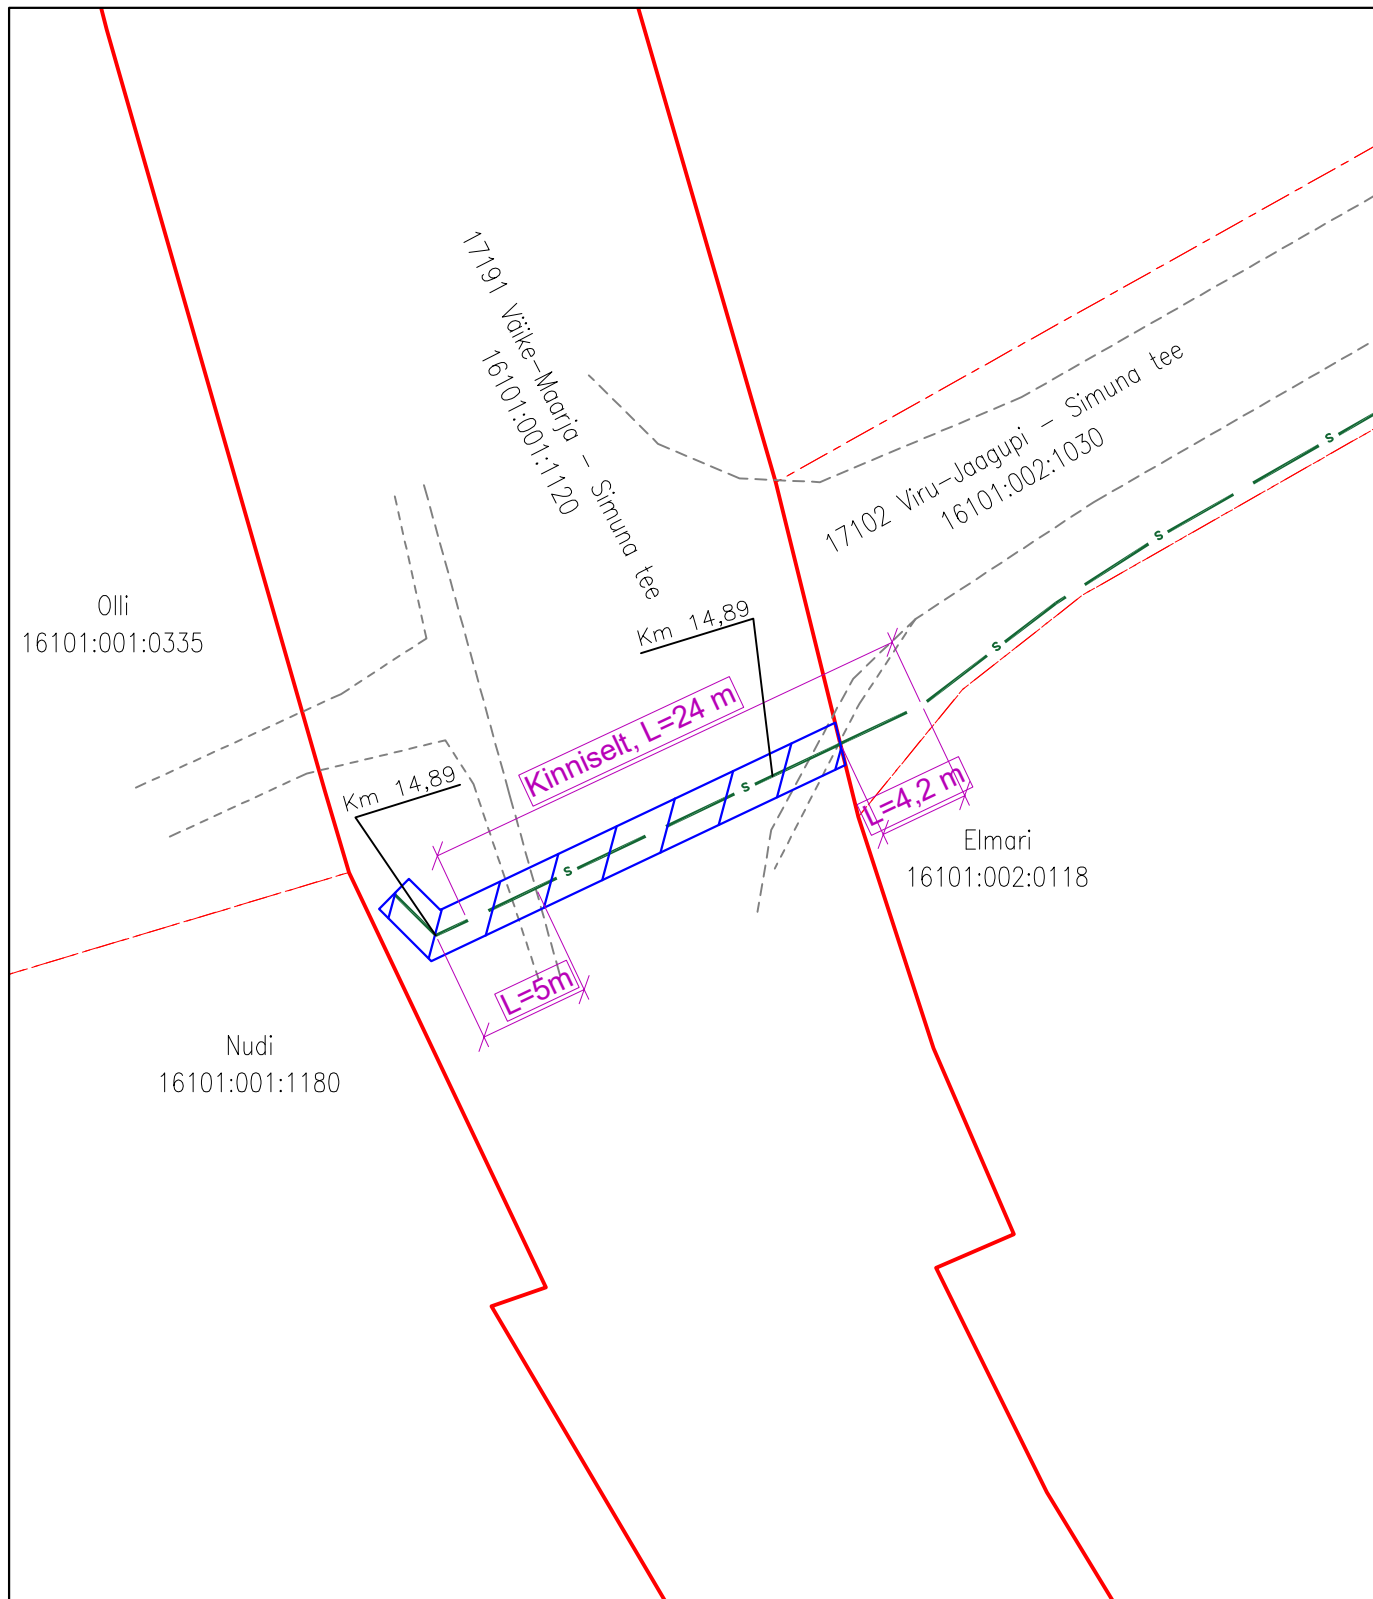 17191 Väike-Maarja - Simuna tee
16101:001:1120
17102 Viru-Jaagupi - Simuna tee
16101:002:1030
s
s
s
Olli
16101:001:0335
Km 14,89
Kinniselt, L=24 m
Km 14,89
s
s
L=4,2 m
Elmari
16101:002:0118
L=5m
Nudi
16101:001:1180